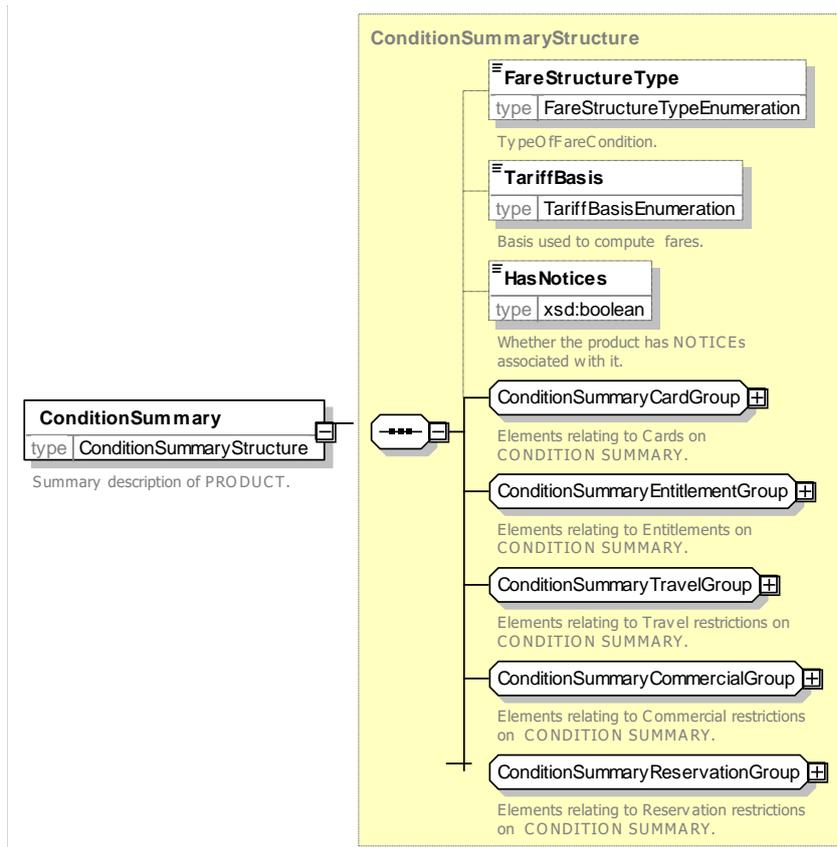 ConditionSummaryStructure
FareStructureType
type FareStructureTypeEnumeration
TypeOfFareCondition.
TariffBasis
type TariffBasisEnumeration
Basis used to compute fares.
HasNotices
type xsd:boolean
Whether the product has NOTICEs
associated with it.
ConditionSummary
type ConditionSummaryStructure
Summary description of PRODUCT.
ConditionSummaryCardGroup
Elements relating to Cards on
CONDITION SUMMARY.
ConditionSummaryEntitlementGroup
Elements relating to Entitlements on
CONDITION SUMMARY.
ConditionSummaryTravelGroup
Elements relating to Travel restrictions on
CONDITION SUMMARY.
ConditionSummaryCommercialGroup
Elements relating to Commercial restrictions
on CONDITION SUMMARY.
ConditionSummaryReservationGroup
Elements relating to Reservation restrictions
on CONDITION SUMMARY.